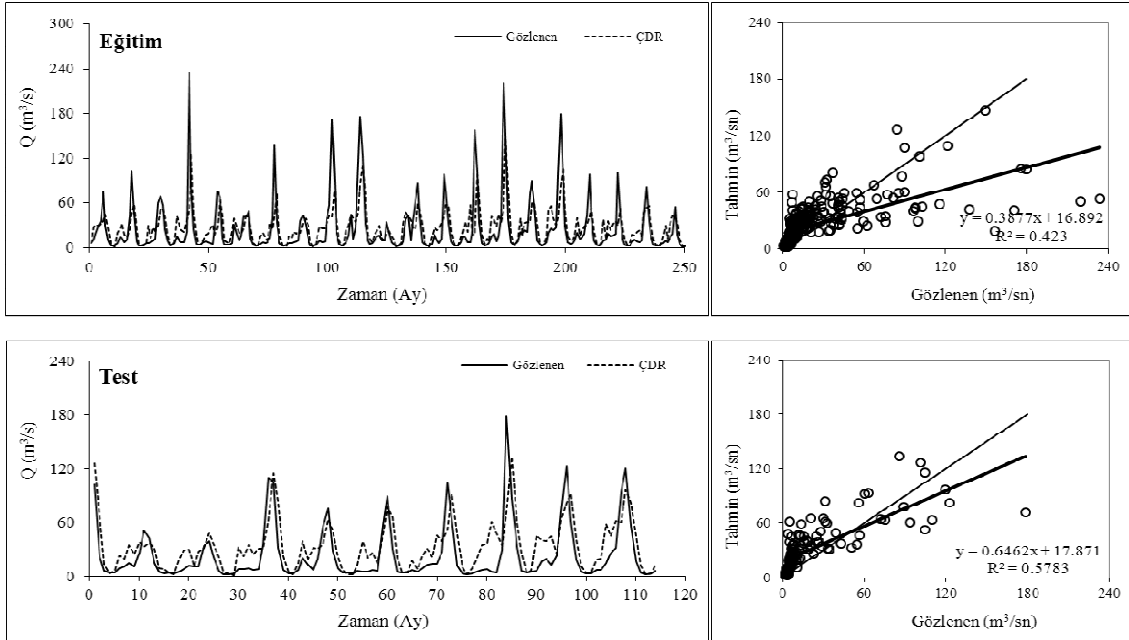 Eğitim
Gözlenen
ÇDR
Q (m³/s)
300
240
180
120
60
0
0 50 100 150 200 250
Zaman (Ay)
Tahmin (m³/sn)
240
180
120
60
0
y = 0.3877x + 16.892
R² = 0.423
0 60 120 180 240
Gözlenen (m³/sn)
Test
Gözlenen
ÇDR
Q (m³/s)
240
180
120
60
0
0 10 20 30 40 50 60 70 80 90 100 110 120
Zaman (Ay)
Tahmin (m³/sn)
240
180
120
60
0
y = 0.6462x + 17.871
R² = 0.5783
0 60 120 180 240
Gözlenen (m³/sn)